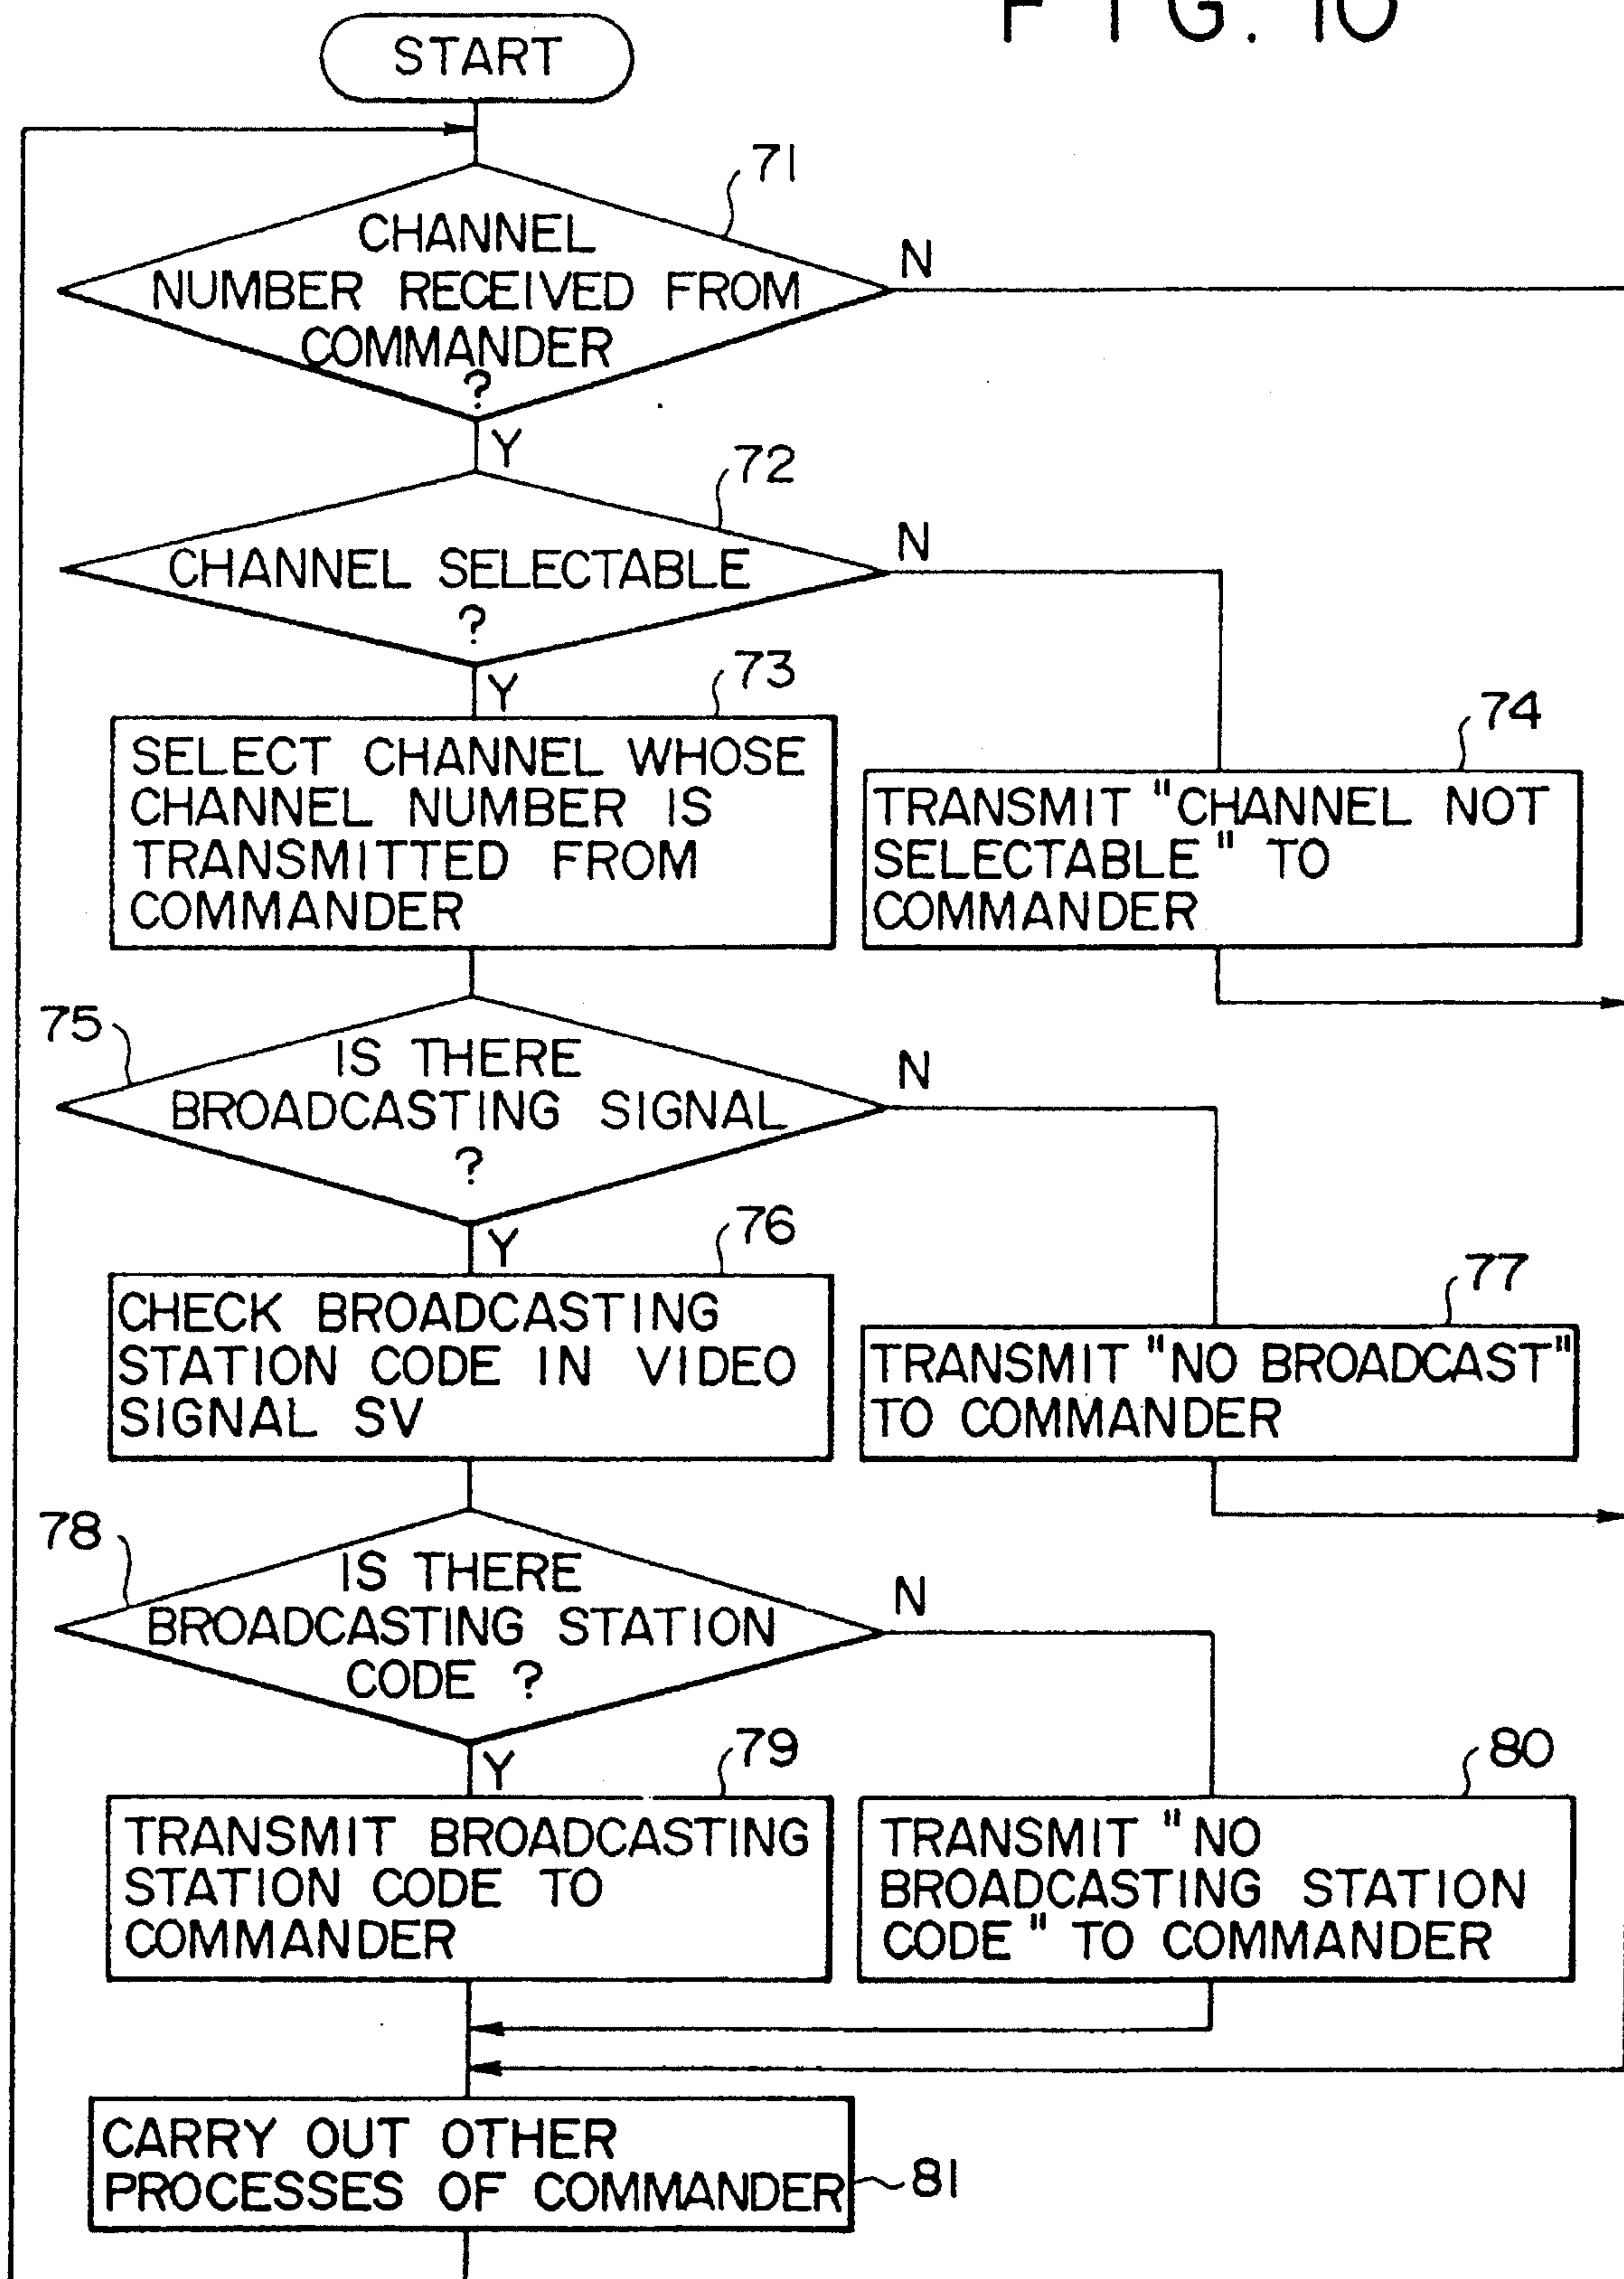 FIG. 10
START
71
CHANNEL
NUMBER RECEIVED FROM
COMMANDER
?
N
Y
72
CHANNEL SELECTABLE
?
N
Y
73
SELECT CHANNEL WHOSE
CHANNEL NUMBER IS
TRANSMITTED FROM
COMMANDER
74
TRANSMIT "CHANNEL NOT
SELECTABLE" TO
COMMANDER
75
IS THERE
BROADCASTING SIGNAL
?
N
Y
76
CHECK BROADCASTING
STATION CODE IN VIDEO
SIGNAL SV
77
TRANSMIT "NO BROADCAST"
TO COMMANDER
78
IS THERE
BROADCASTING STATION
CODE ?
N
Y
79
TRANSMIT BROADCASTING
STATION CODE TO
COMMANDER
80
TRANSMIT "NO
BROADCASTING STATION
CODE" TO COMMANDER
CARRY OUT OTHER
PROCESSES OF COMMANDER
81